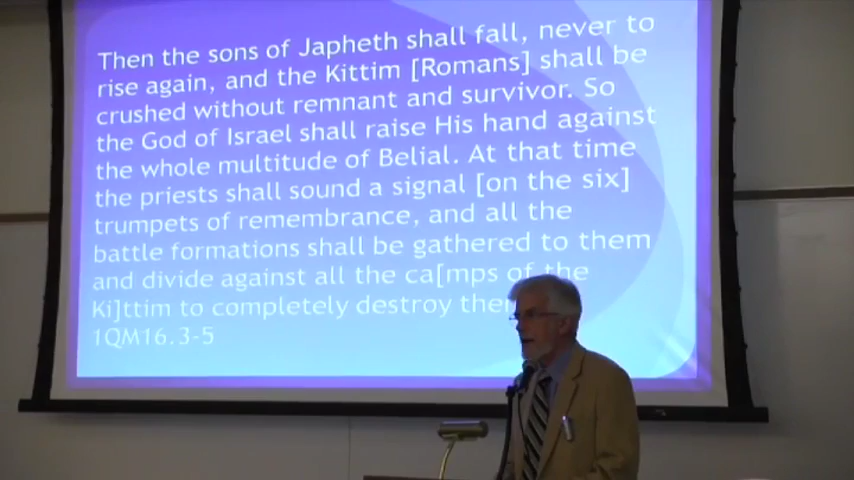 Then the sons of Japheth shall fall, never to
rise again, and the Kittim [Romans] shall be
crushed without remnant and survivor. So
the God of Israel shall raise His hand against
the whole multitude of Belial. At that time
the priests shall sound a signal [on the six]
trumpets of remembrance, and all the
battle formations shall be gathered to them
and divide against all the ca[mps of the
Ki]ttim to completely destroy
1QM16.3-5